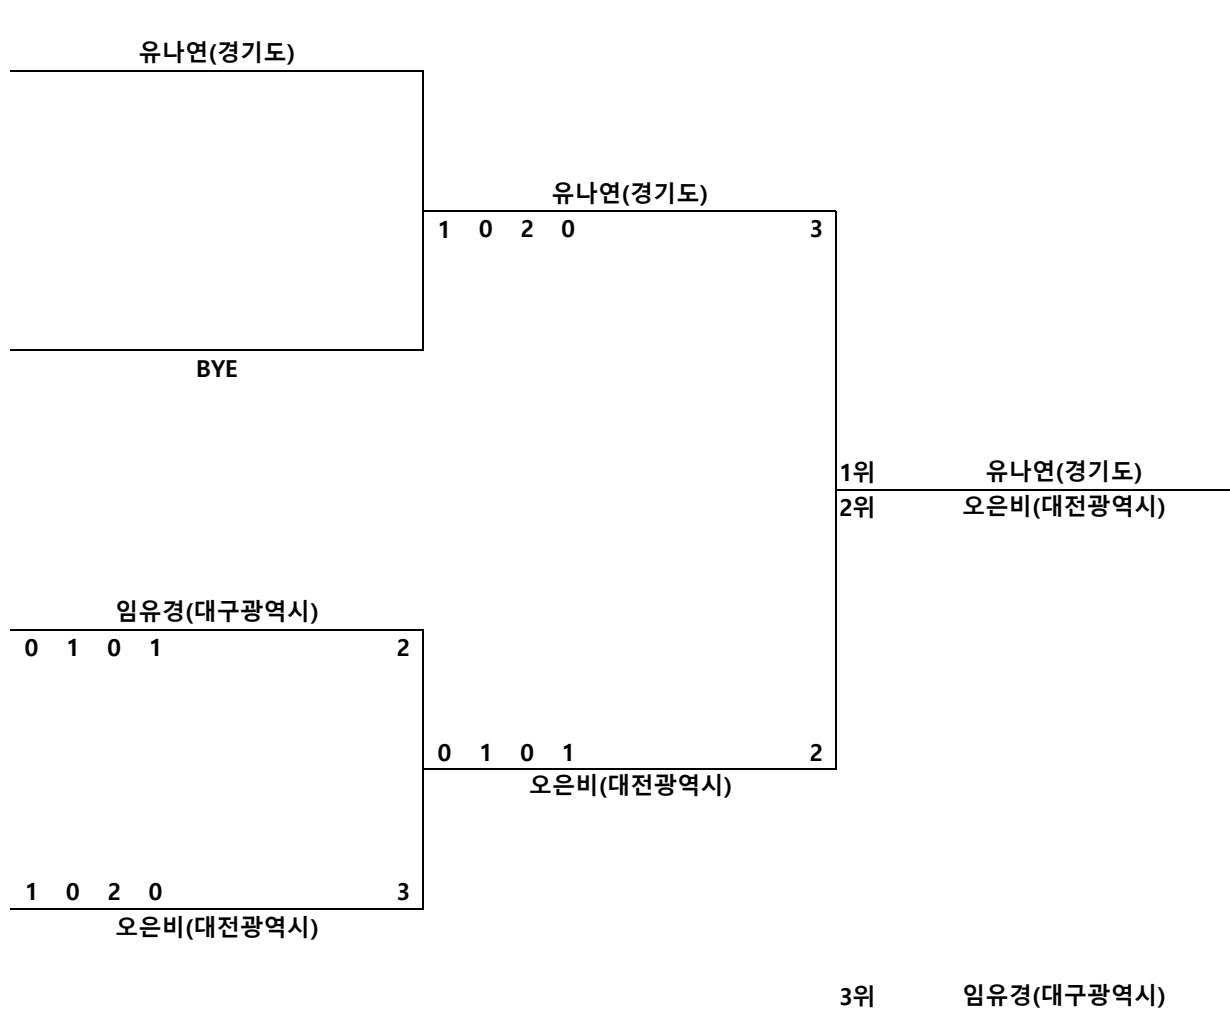 유나연(경기도)
유나연(경기도)
1 0 2 0 3
BYE
1위 유나연(경기도)
2위 오은비(대전광역시)
임유경(대구광역시)
0 1 0 1 2
0 1 0 1 2
오은비(대전광역시)
1 0 2 0 3
오은비(대전광역시)
3위 임유경(대구광역시)